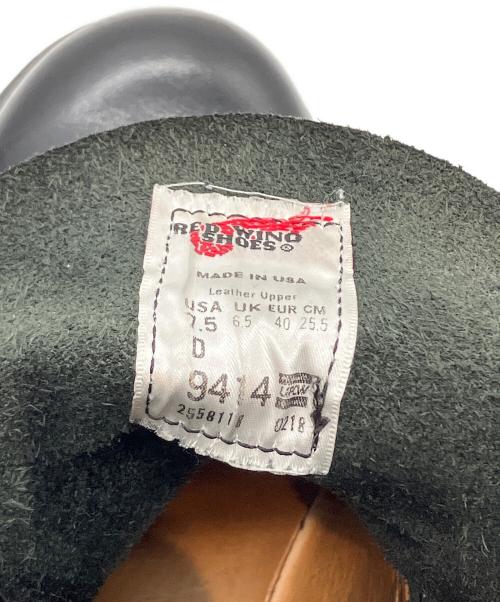 RED WING
SHOES®
MADE IN USA
Leather Upper
USA UK EUR CM
7.5 6.5 40 25.5
D
9414 URW
2558118 0218